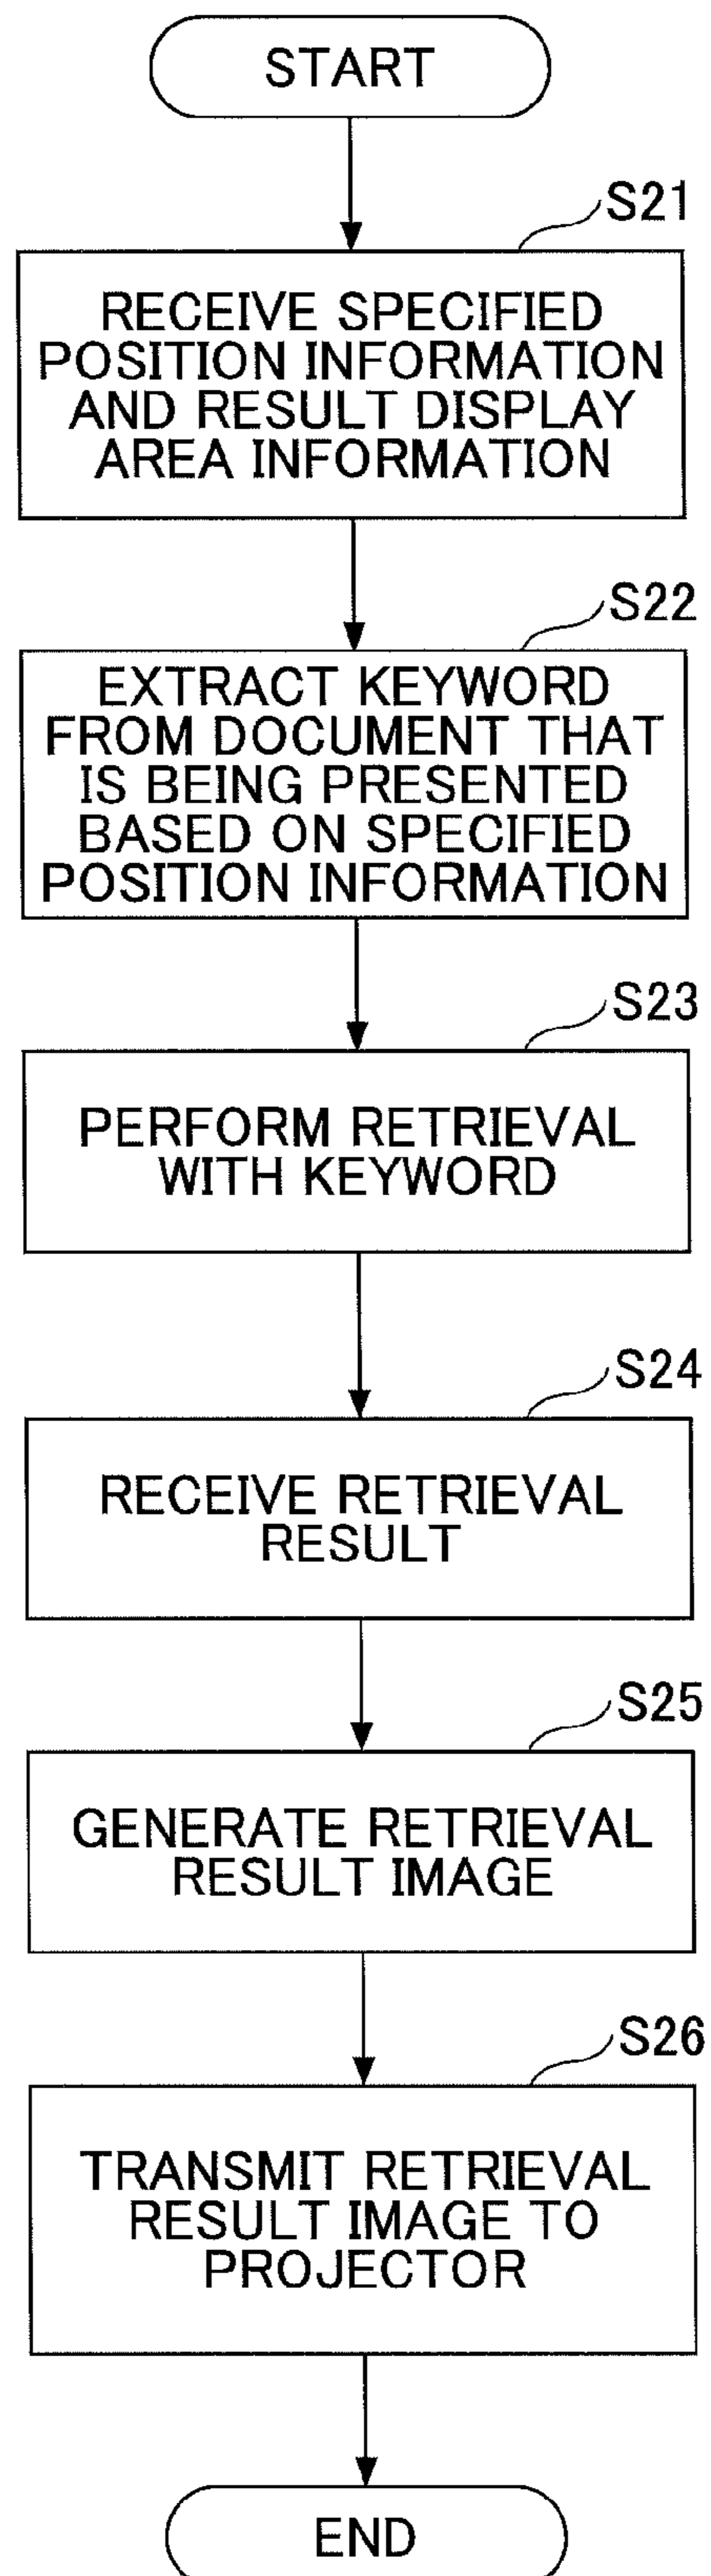 START
S21
RECEIVE SPECIFIED
POSITION INFORMATION
AND RESULT DISPLAY
AREA INFORMATION
S22
EXTRACT KEYWORD
FROM DOCUMENT THAT
IS BEING PRESENTED
BASED ON SPECIFIED
POSITION INFORMATION
S23
PERFORM RETRIEVAL
WITH KEYWORD
S24
RECEIVE RETRIEVAL
RESULT
S25
GENERATE RETRIEVAL
RESULT IMAGE
S26
TRANSMIT RETRIEVAL
RESULT IMAGE TO
PROJECTOR
END